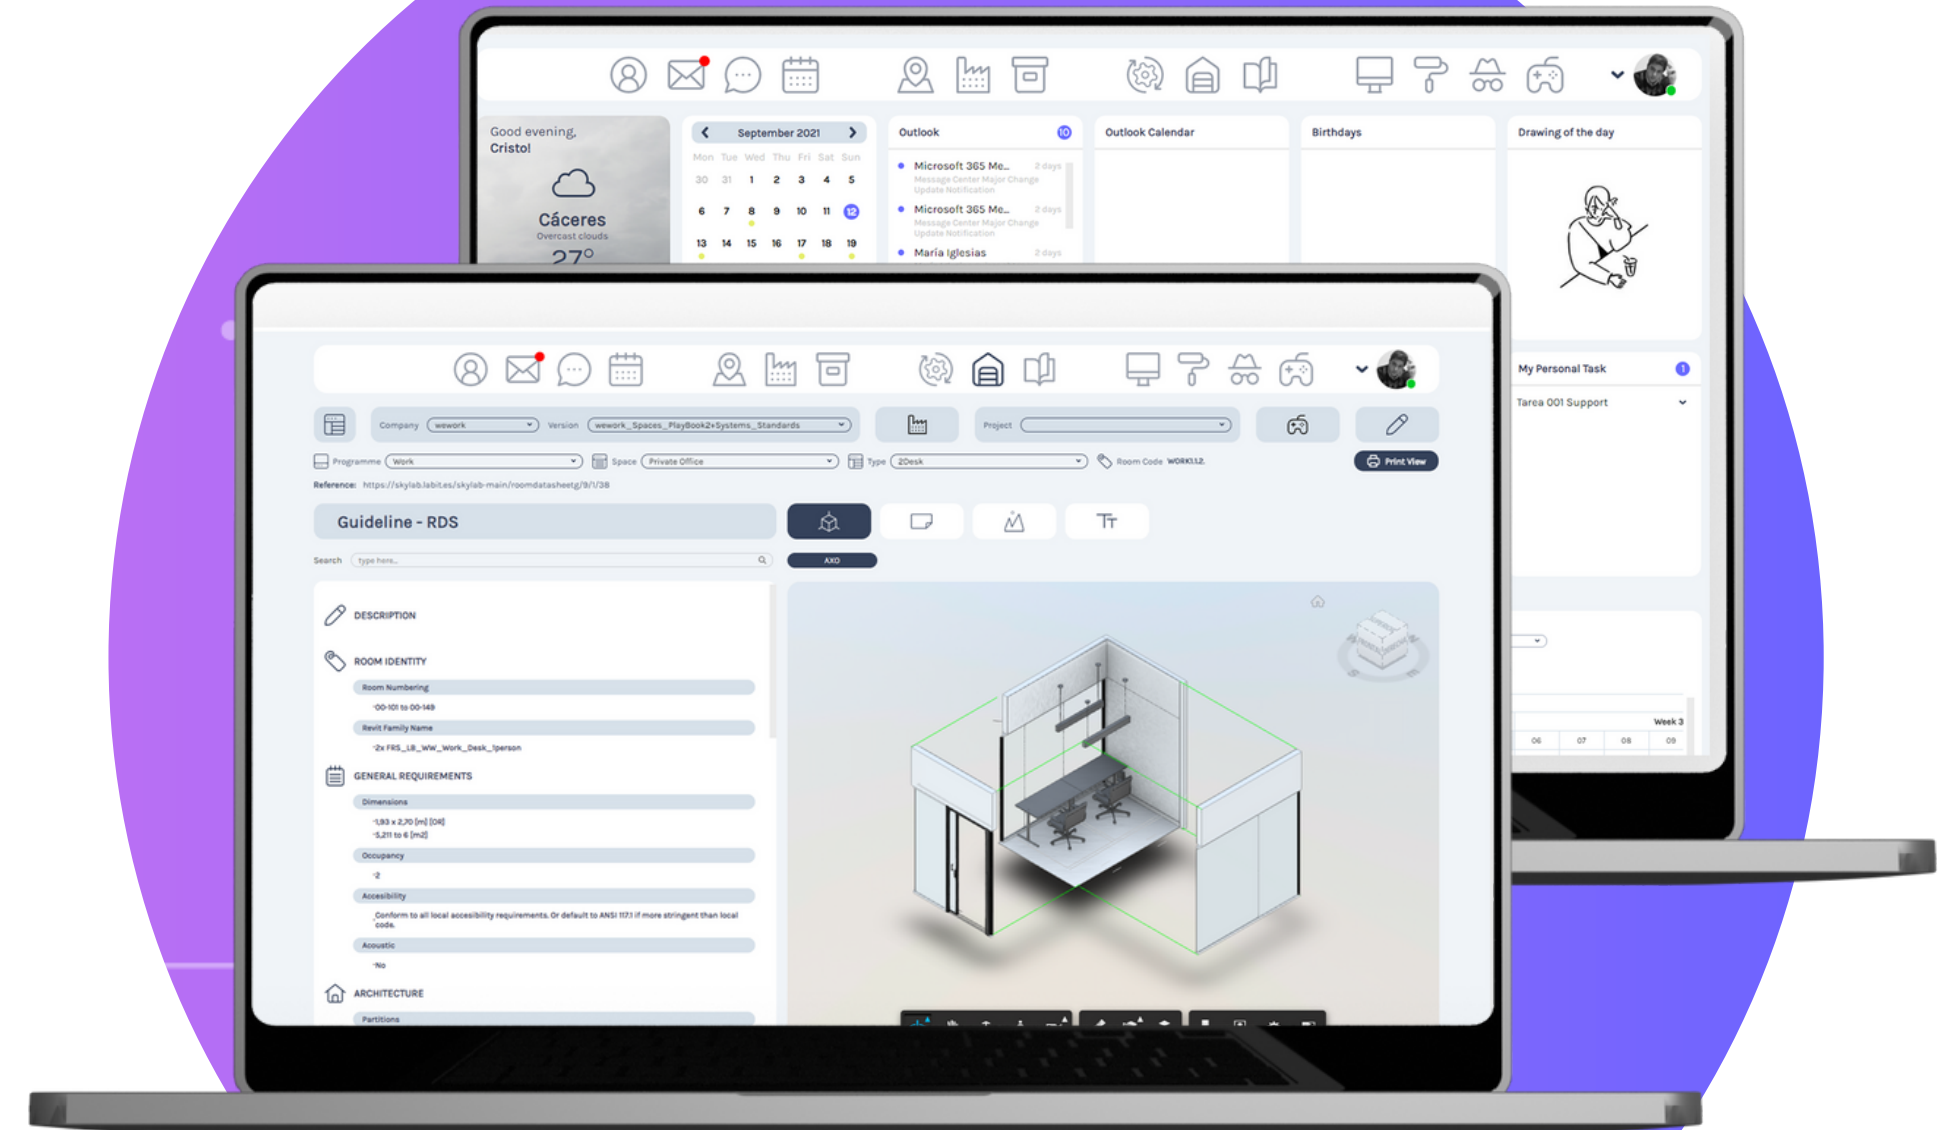 Good evening,
Cristo!
Cáceres
Overcast clouds
27°
September 2021
Mon Tue Wed Thu Fri Sat Sun
30 31 1 2 3 4 5
6 7 8 9 10 11 12
13 14 15 16 17 18 19
Outlook 10
Microsoft 365 Me... 2 days
Message Center Major Change
Update Notification
Microsoft 365 Me... 2 days
Message Center Major Change
Update Notification
María Iglesias 2 days
Outlook Calendar
Birthdays
Drawing of the day
My Personal Task 1
Tarea 001 Support
Week 3
06 07 08 09
Company wework Version wework_Spaces_PlayBook2+Systems_Standards Project
Programme Work Space Private Office Type 2Desk Room Code WORK1.1.2. Print View
Reference: https://skylab.labit.es/skylab-main/roomdatasheetg/9/1/38
Guideline - RDS
Tт
Search type here... AXO
DESCRIPTION
ROOM IDENTITY
Room Numbering
-00-101 to 00-149
Revit Family Name
-2x FRS_LB_WW_Work_Desk_1person
GENERAL REQUIREMENTS
Dimensions
-1,93 x 2,70 [m] [OR]
-5,211 to 6 [m2]
Occupancy
-2
Accesibility
-Conform to all local accesibility requirements. Or default to ANSI 117.1 if more stringent than local
code.
Acoustic
-No
ARCHITECTURE
Partitions